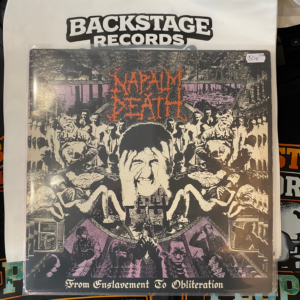 BACKSTAGE
RECORDS
NAPALM
DEATH
From Enslavement To Obliteration